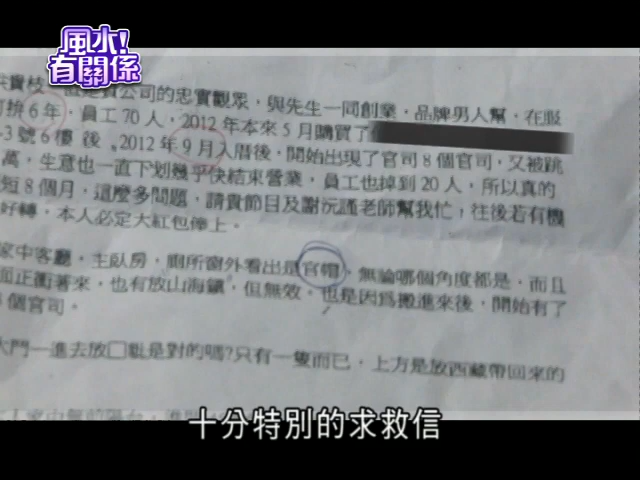 風水!
有關係
貴公司的忠實觀眾，與先生一同創業，品牌男人幫，在服
拚6年，員工70人，2012年本來5月購買了
-3號6樓後，2012年9月入厝後，開始出現了官司8個官司，又被跳
萬，生意也一直下划幾乎快結束營業，員工也掉到20人，所以真的
短8個月，這麼多問題，請貴節目及謝沅瑾老師幫我忙，往後若有機
好轉，本人必定大紅包俸上。
家中客廳，主臥房，廁所窗外看出是官帽，無論哪個角度都是，而且
面正衝著來，也有放山海鎮，但無效，也是因為搬進來後，開始有了
個官司。
大門一進去放□ 是對的嗎?只有一隻而已，上方是放西藏帶回來的
十分特別的求救信